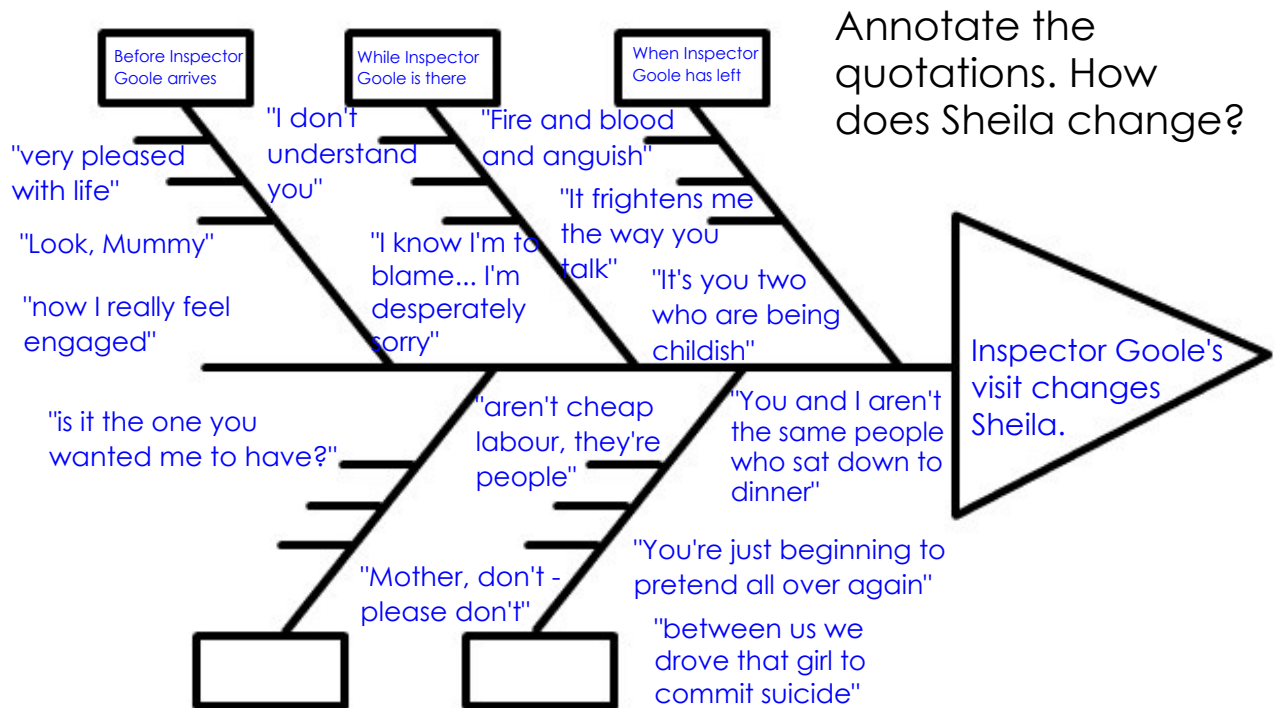 Annotate the
quotations. How
does Sheila change?
Before Inspector
Goole arrives
While Inspector
Goole is there
When Inspector
Goole has left
"very pleased
with life"
"Look, Mummy"
"now I really feel
engaged"
"is it the one you
wanted me to have?"
"I don't
understand
you"
"I know I'm to
blame... I'm
desperately
sorry"
"aren't cheap
labour, they're
people"
"Mother, don't -
please don't"
"Fire and blood
and anguish"
"It frightens me
the way you
talk"
"It's you two
who are being
childish"
"You and I aren't
the same people
who sat down to
dinner"
"You're just beginning to
pretend all over again"
"between us we
drove that girl to
commit suicide"
Inspector Goole's
visit changes
Sheila.